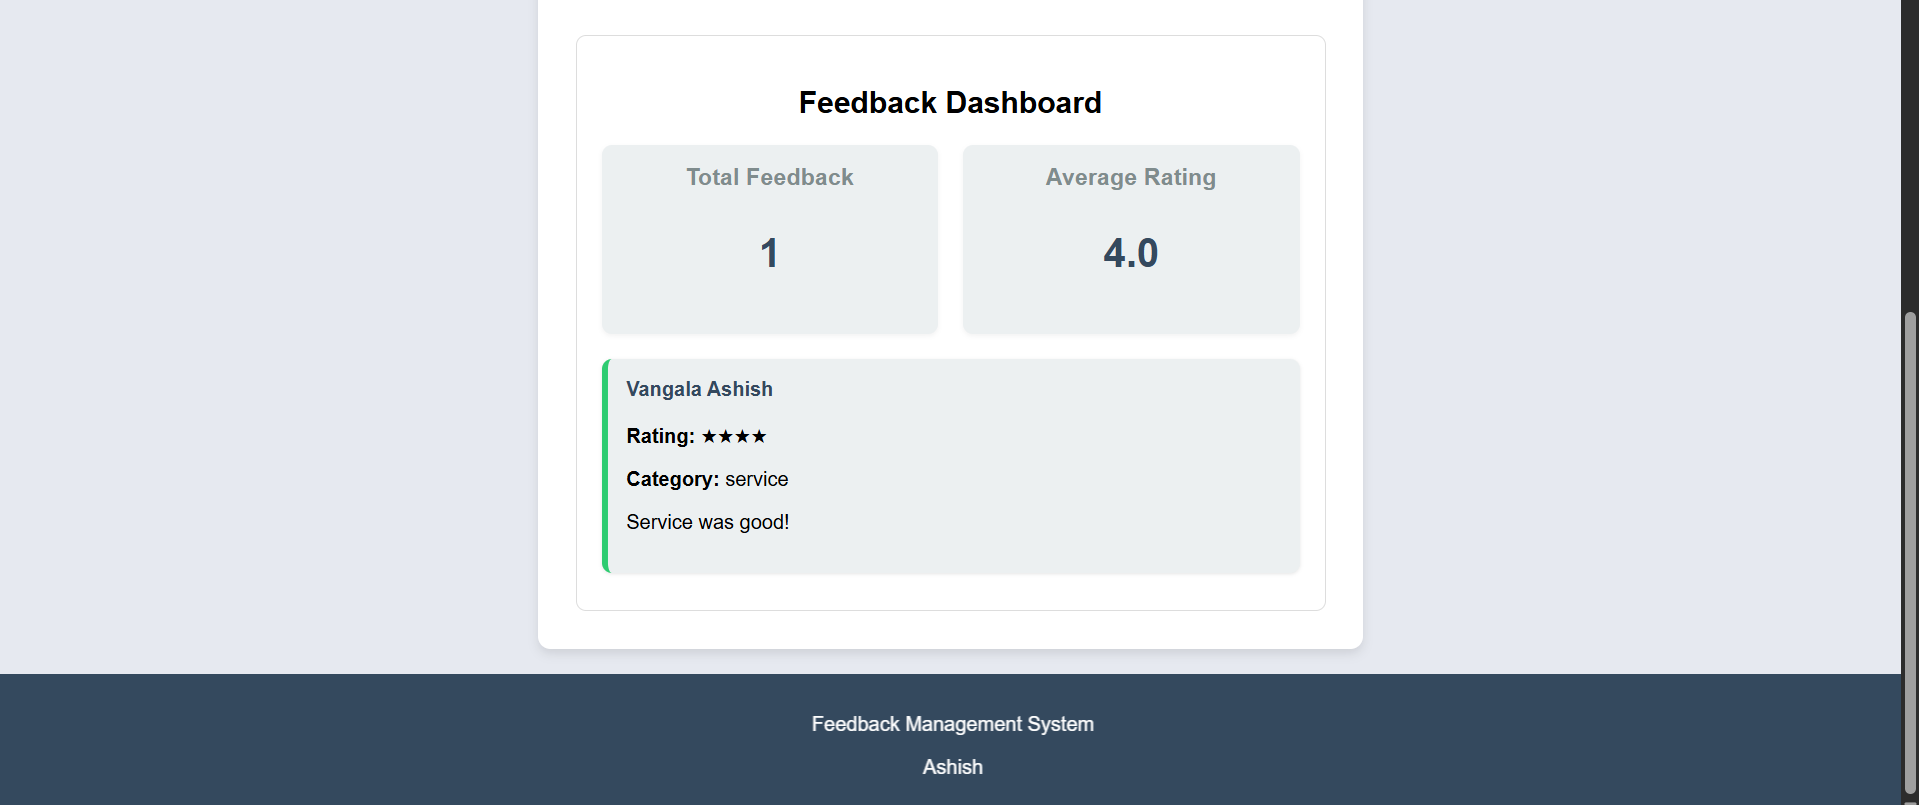 Feedback Dashboard
Total Feedback
Average Rating
1
4.0
Vangala Ashish
Rating: ★★★★
Category: service
Service was good!
Feedback Management System
Ashish